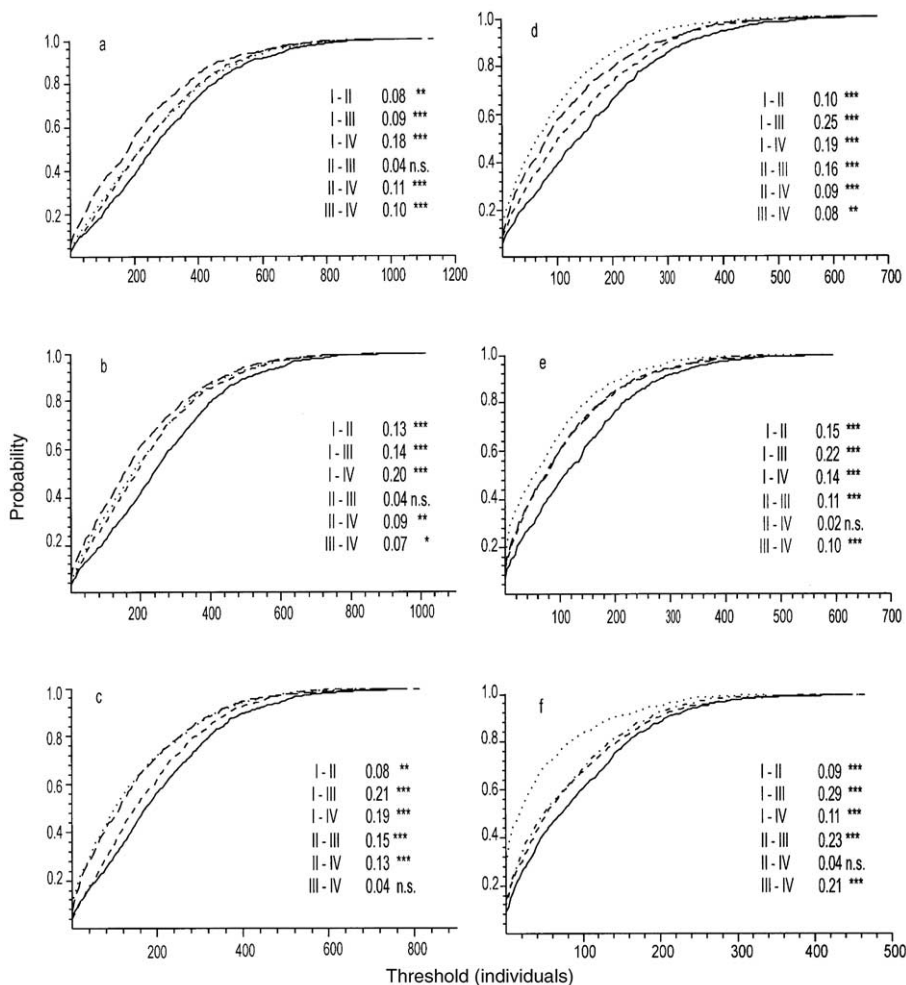 a
1.0
0.8
0.6
0.4
0.2
I - II 0.08 **
I - III 0.09 ***
I - IV 0.18 ***
II - III 0.04 n.s.
II - IV 0.11 ***
III - IV 0.10 ***
200 400 600 800 1000 1200
d
1.0
0.8
0.6
0.4
0.2
I - II 0.10 ***
I - III 0.25 ***
I - IV 0.19 ***
II - III 0.16 ***
II - IV 0.09 ***
III - IV 0.08 **
100 200 300 400 500 600 700
Probability
b
1.0
0.8
0.6
0.4
0.2
I - II 0.13 ***
I - III 0.14 ***
I - IV 0.20 ***
II - III 0.04 n.s.
II - IV 0.09 **
III - IV 0.07 *
200 400 600 800 1000
e
1.0
0.8
0.6
0.4
0.2
I - II 0.15 ***
I - III 0.22 ***
I - IV 0.14 ***
II - III 0.11 ***
II - IV 0.02 n.s.
III - IV 0.10 ***
100 200 300 400 500 600 700
c
1.0
0.8
0.6
0.4
0.2
I - II 0.08 **
I - III 0.21 ***
I - IV 0.19 ***
II - III 0.15 ***
II - IV 0.13 ***
III - IV 0.04 n.s.
200 400 600 800
f
1.0
0.8
0.6
0.4
0.2
I - II 0.09 ***
I - III 0.29 ***
I - IV 0.11 ***
II - III 0.23 ***
II - IV 0.04 n.s.
III - IV 0.21 ***
100 200 300 400 500
Threshold (individuals)